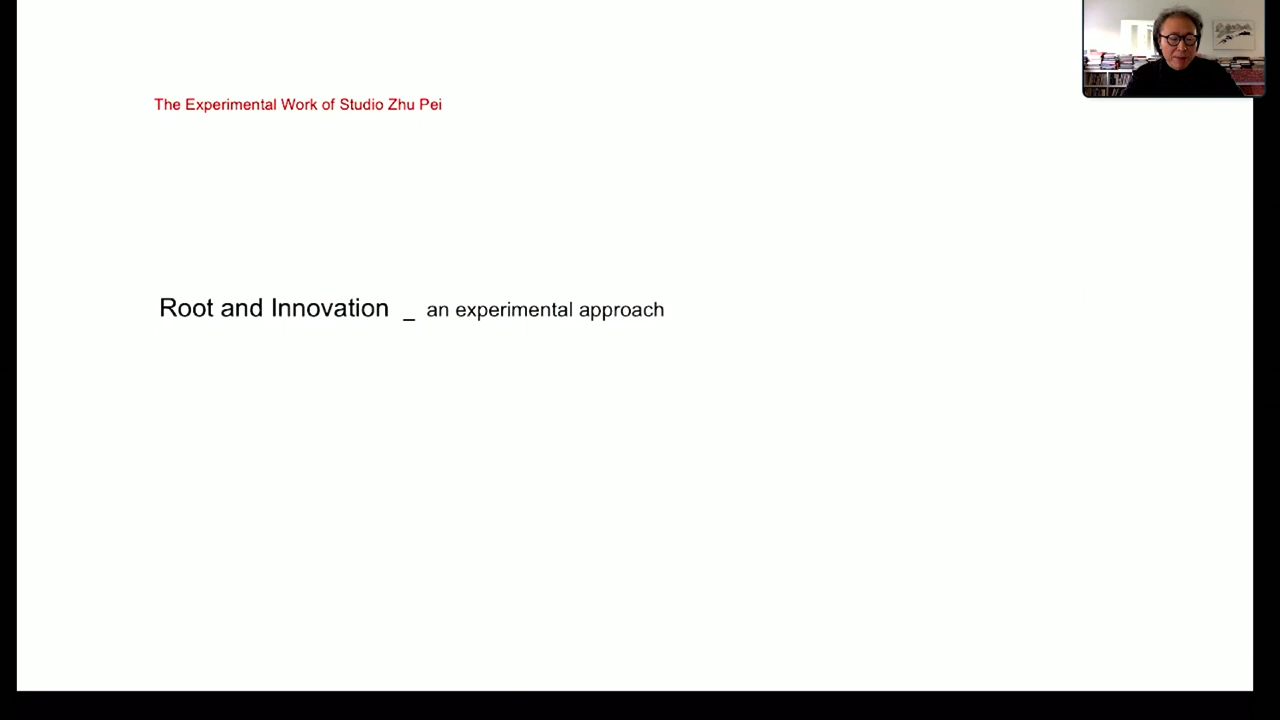 The Experimental Work of Studio Zhu Pei
Root and Innovation _ an experimental approach